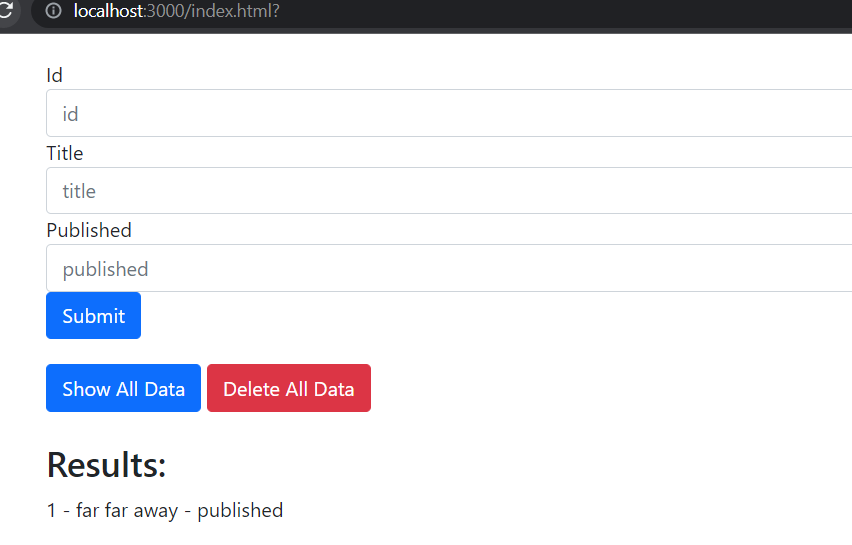 localhost:3000/index.html?
Id
id
Title
title
Published
published
Submit
Show All Data Delete All Data
Results:
1 - far far away - published